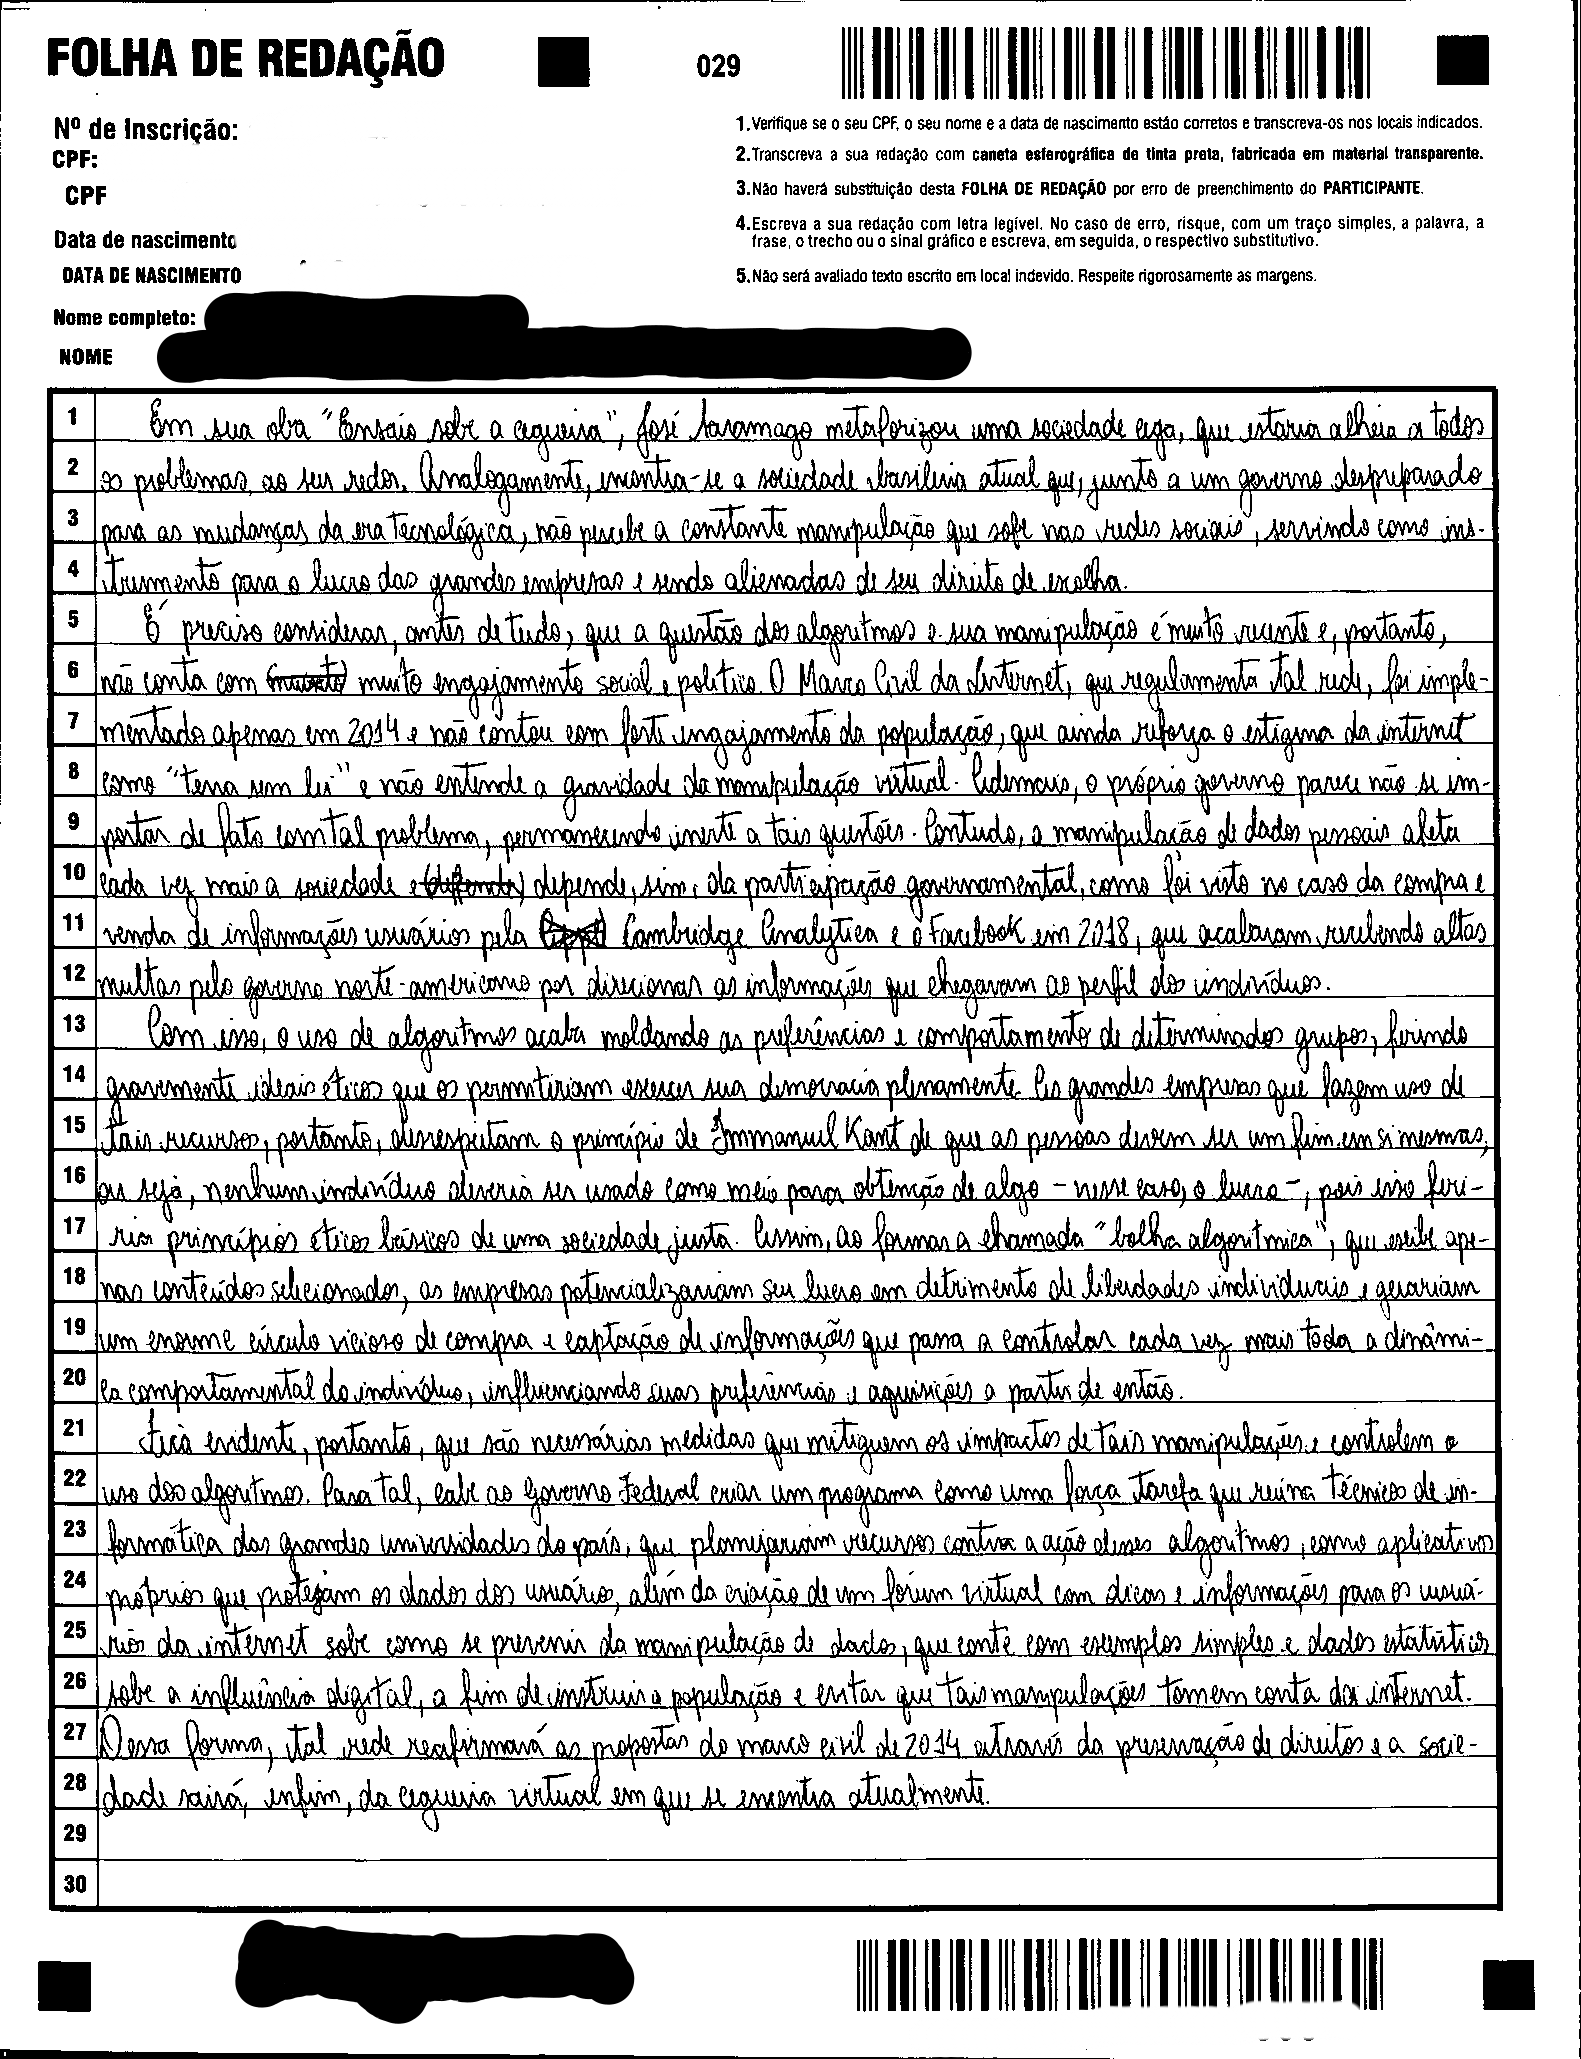 FOLHA DE REDAÇÃO
029
Nº de Inscrição:
CPF:
CPF
Data de nascimento
DATA DE NASCIMENTO
Nome completo:
NOME
1.Verifique se o seu CPF, o seu nome e a data de nascimento estão corretos e transcreva-os nos locais indicados.
2.Transcreva a sua redação com caneta esferográfica de tinta preta, fabricada em material transparente.
3.Não haverá substituição desta FOLHA DE REDAÇÃO por erro de preenchimento do PARTICIPANTE.
4.Escreva a sua redação com letra legível. No caso de erro, risque, com um traço simples, a palavra, a
frase, o trecho ou o sinal gráfico e escreva, em seguida, o respectivo substitutivo.
5.Não será avaliado texto escrito em local indevido. Respeite rigorosamente as margens.
1 Em sua obra "Ensaio sobre a cegueira", José Saramago metaforizou uma sociedade cega, que estaria alheia a todos
2 os problemas ao seu redor. Analogamente, encontra-se a sociedade brasileira atual que, junto a um governo despreparado
3 para as mudanças da era tecnológica, não percebe a constante manipulação que sofre nas redes sociais, servindo como ins-
4 trumento para o lucro das grandes empresas e sendo alienadas de seu direito de escolha.
5 É preciso considerar, antes de tudo, que a questão dos algoritmos e sua manipulação é muito recente e, portanto,
6 não conta com muito engajamento social e político. O Marco Civil da Internet, que regulamenta tal rede, foi imple-
7 mentado apenas em 2014 e não contou com forte engajamento da população, que ainda reforça o estigma da internet
8 como "terra sem lei" e não entende a gravidade da manipulação virtual. Ademais, o próprio governo parece não se im-
9 portar de fato com tal problema, permanecendo inerte a tais questões. Contudo, a manipulação de dados pessoais afeta
10 cada vez mais a sociedade e depende, sim, da participação governamental, como foi visto no caso da compra e
11 venda de informações usuários pela Cambridge Analytica e o Facebook em 2018, que acabaram recebendo altas
12 multas pelo governo norte-americano por direcionar as informações que chegavam ao perfil dos indivíduos.
13 Com isso, o uso de algoritmos acaba moldando as preferências e comportamento de determinados grupos, ferindo
14 gravemente ideais éticos que os permitiriam exercer sua democracia plenamente. As grandes empresas que fazem uso de
15 tais recursos, portanto, desrespeitam o princípio de Immanuel Kant de que as pessoas devem ser um fim em si mesmas,
16 ou seja, nenhum indivíduo deveria ser usado como meio para obtenção de algo – nesse caso, o lucro –, pois isso feri-
17 ria princípios éticos básicos de uma sociedade justa. Assim, ao formar a chamada "bolha algorítmica", que exibe ape-
18 nas conteúdos selecionados, as empresas potencializariam seu lucro em detrimento de liberdades individuais e gerariam
19 um enorme círculo vicioso de compra e captação de informações que passa a controlar cada vez mais toda a dinâmi-
20 ca comportamental do indivíduo, influenciando suas preferências e aquisições a partir de então.
21 Fica evidente, portanto, que são necessárias medidas que mitiguem os impactos de tais manipulações e controlem o
22 uso dos algoritmos. Para tal, cabe ao Governo Federal criar um programa como uma força tarefa que reúna técnicos de in-
23 formática das grandes universidades do país, que planejariam recursos contra a ação desses algoritmos, como aplicativos
24 próprios que protejam os dados dos usuário, além da criação de um fórum virtual com dicas e informações para os usuá-
25 rios da internet sobre como se prevenir da manipulação de dados, que conte com exemplos simples e dados estatísticos
26 sobre a influência digital, a fim de instruir a população e evitar que tais manipulações tomem conta da internet.
27 Dessa forma, tal rede reafirmará as propostas do marco civil de 2014 através da preservação de direitos e a socie-
28 dade sairá, enfim, da cegueira virtual em que se encontra atualmente.
29
30